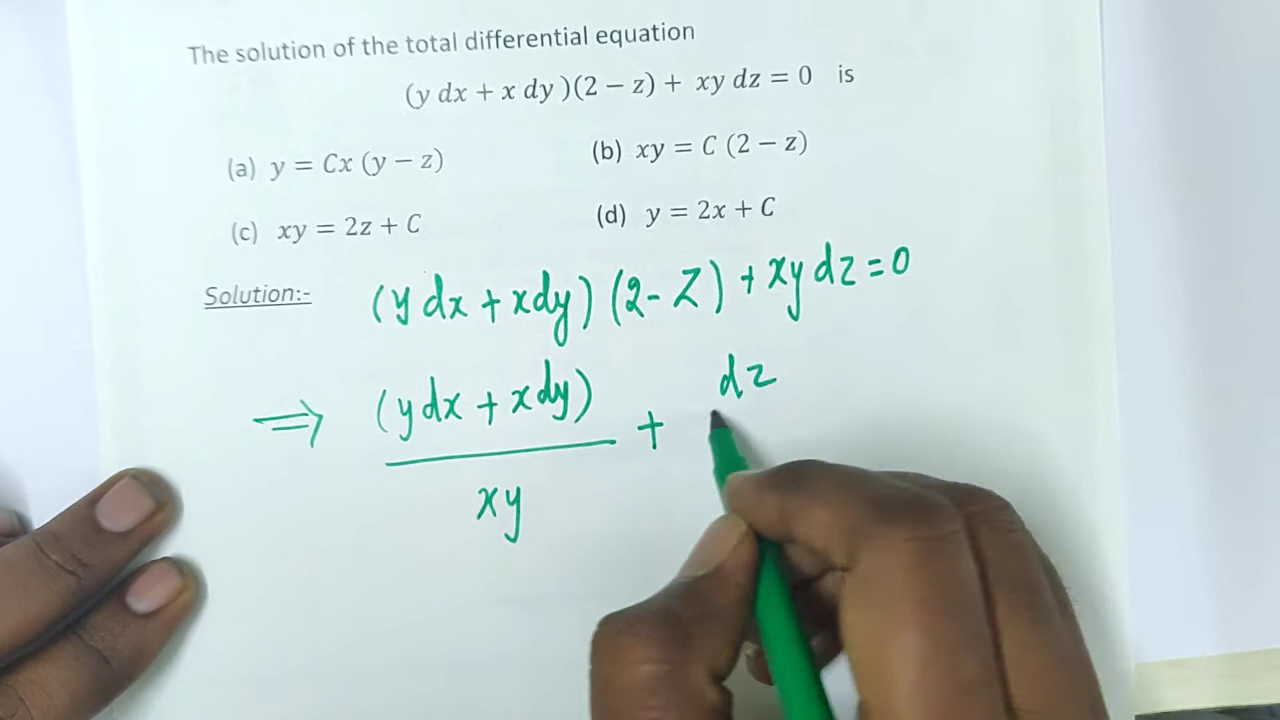 The solution of the total differential equation
(y dx + x dy )(2 − z) + xy dz = 0 is
(a) y = Cx (y − z) (b) xy = C (2 − z)
(c) xy = 2z + C (d) y = 2x + C
Solution:- (y dx + x dy) (2 - Z) + xy dz = 0
⇒ (y dx + x dy) + dz
xy